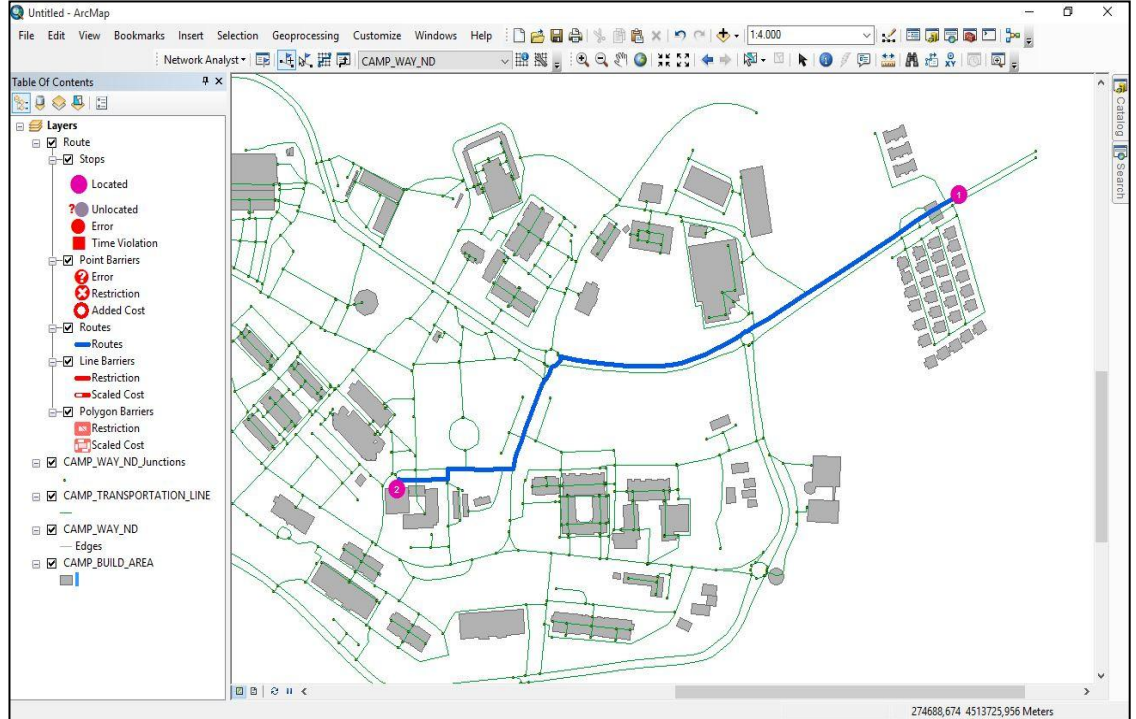 Untitled - ArcMap
File Edit View Bookmarks Insert Selection Geoprocessing Customize Windows Help 1:4.000
Network Analyst CAMP_WAY_ND
Table Of Contents
Layers
Route
Stops
Located
? Unlocated
Error
Time Violation
Point Barriers
? Error
Restriction
Added Cost
Routes
Routes
Line Barriers
Restriction
Scaled Cost
Polygon Barriers
Restriction
Scaled Cost
CAMP_WAY_ND_Junctions
CAMP_TRANSPORTATION_LINE
CAMP_WAY_ND
Edges
CAMP_BUILD_AREA
1
2
Catalog
Search
274688,674 4513725,956 Meters